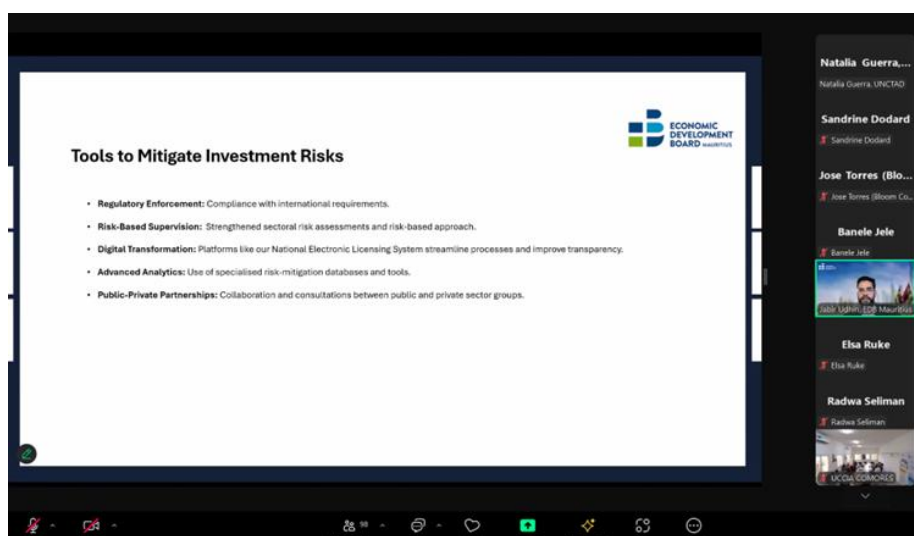 ECONOMIC
DEVELOPMENT
BOARD MAURITIUS
Tools to Mitigate Investment Risks
• Regulatory Enforcement: Compliance with international requirements.
• Risk-Based Supervision: Strengthened sectoral risk assessments and risk-based approach.
• Digital Transformation: Platforms like our National Electronic Licensing System streamline processes and improve transparency.
• Advanced Analytics: Use of specialised risk-mitigation databases and tools.
• Public-Private Partnerships: Collaboration and consultations between public and private sector groups.
Natalia Guerra,...
Natalia Guerra, UNCTAD
Sandrine Dodard
Sandrine Dodard
Jose Torres (Blo...
Jose Torres (Bloom Co...
Banele Jele
Banele Jele
Jabir Udhin, EDB Mauritius
Elsa Ruke
Elsa Ruke
Radwa Seliman
Radwa Seliman
UCCIA COMORES
98